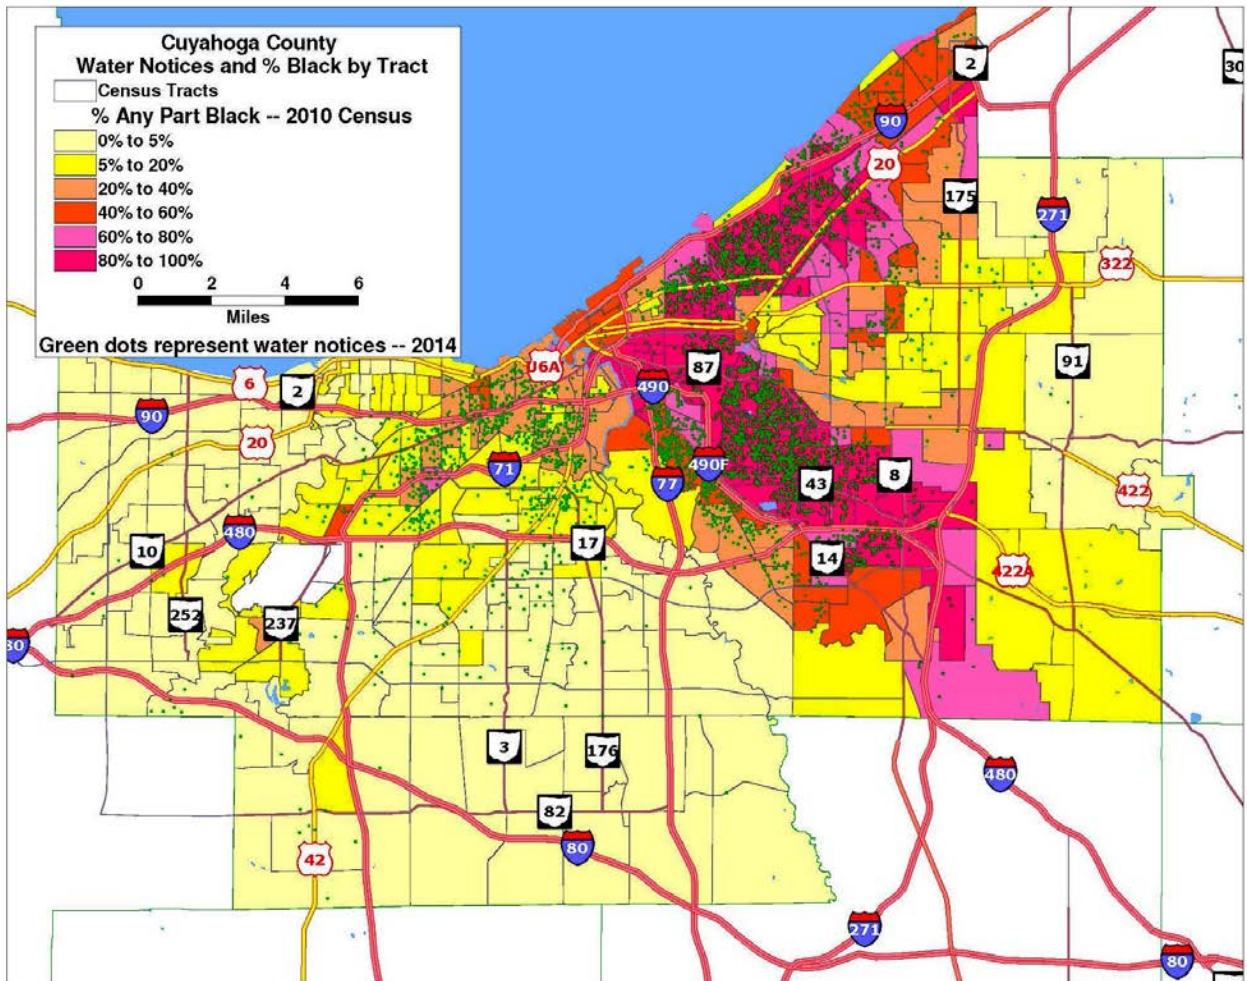 Cuyahoga County
Water Notices and % Black by Tract
Census Tracts
% Any Part Black -- 2010 Census
0% to 5%
5% to 20%
20% to 40%
40% to 60%
60% to 80%
80% to 100%
0 2 4 6
Miles
Green dots represent water notices -- 2014
2
30
90
20
175
271
322
U6A
6
2
87
490
91
90
20
71
490F
77
43
8
422
480
10
17
14
422A
252
237
80
3
176
480
82
80
42
271
80